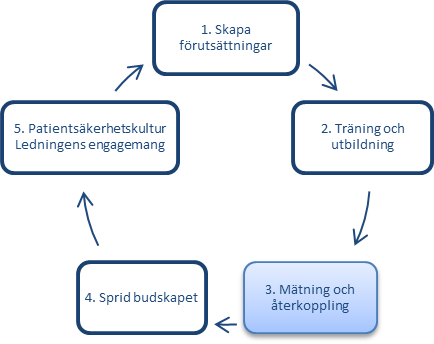 1. Skapa
förutsättningar
2. Träning och
utbildning
3. Mätning och
återkoppling
4. Sprid budskapet
5. Patientsäkerhetskultur
Ledningens engagemang